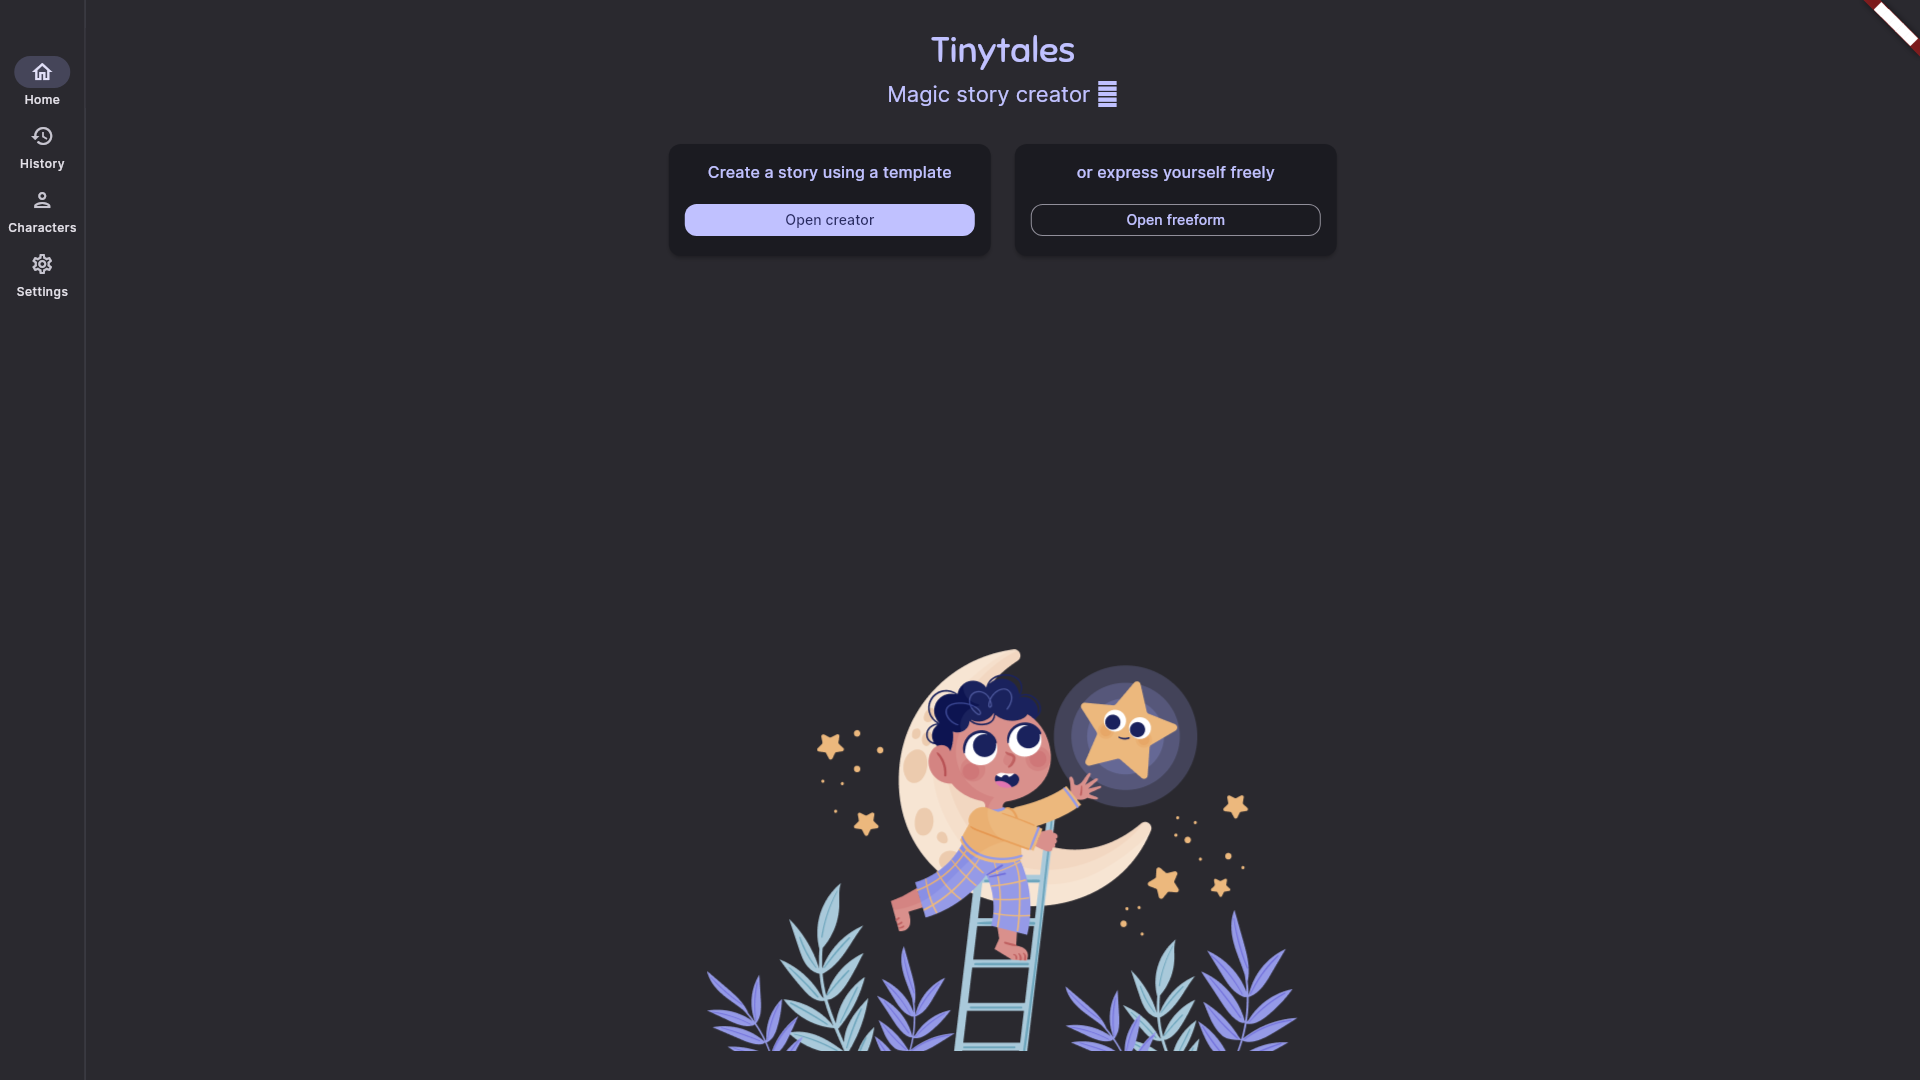 Tinytales
Magic story creator
Create a story using a template
or express yourself freely
Open creator
Open freeform
Home
History
Characters
Settings